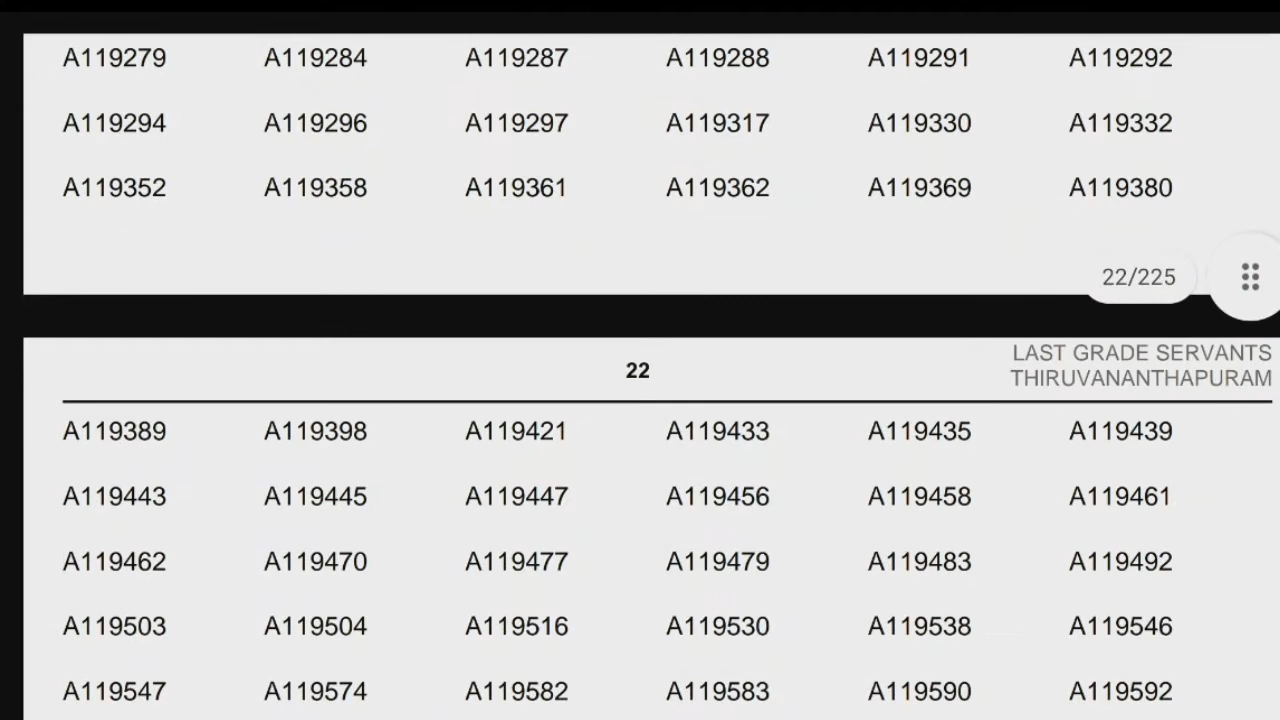 A119279 A119284 A119287 A119288 A119291 A119292
A119294 A119296 A119297 A119317 A119330 A119332
A119352 A119358 A119361 A119362 A119369 A119380
22/225
22
LAST GRADE SERVANTS
THIRUVANANTHAPURAM
A119389 A119398 A119421 A119433 A119435 A119439
A119443 A119445 A119447 A119456 A119458 A119461
A119462 A119470 A119477 A119479 A119483 A119492
A119503 A119504 A119516 A119530 A119538 A119546
A119547 A119574 A119582 A119583 A119590 A119592